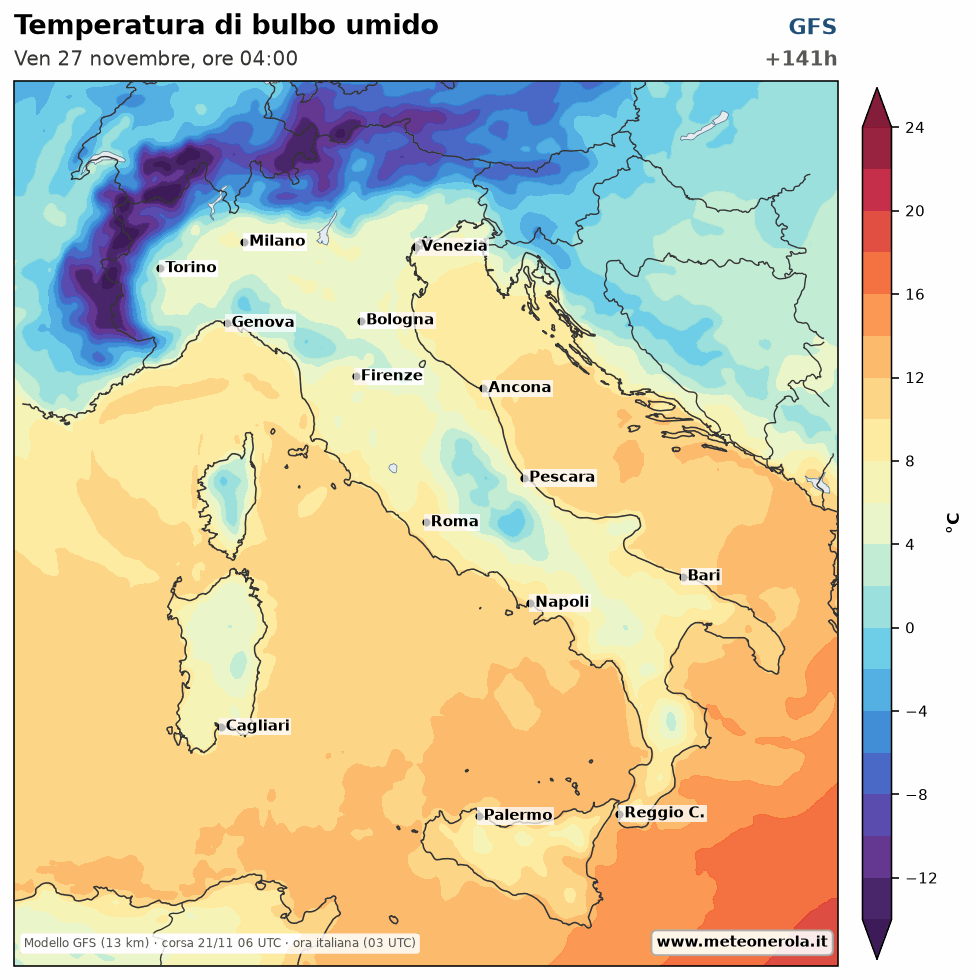 Temperatura di bulbo umido
GFS
Ven 27 novembre, ore 04:00
+141h
Milano
Venezia
Torino
Genova
Bologna
Firenze
Ancona
Pescara
Roma
Bari
Napoli
Cagliari
Palermo
Reggio C.
24
20
16
12
8
4
0
−4
−8
−12
°C
Modello GFS (13 km) · corsa 21/11 06 UTC · ora italiana (03 UTC)
www.meteonerola.it